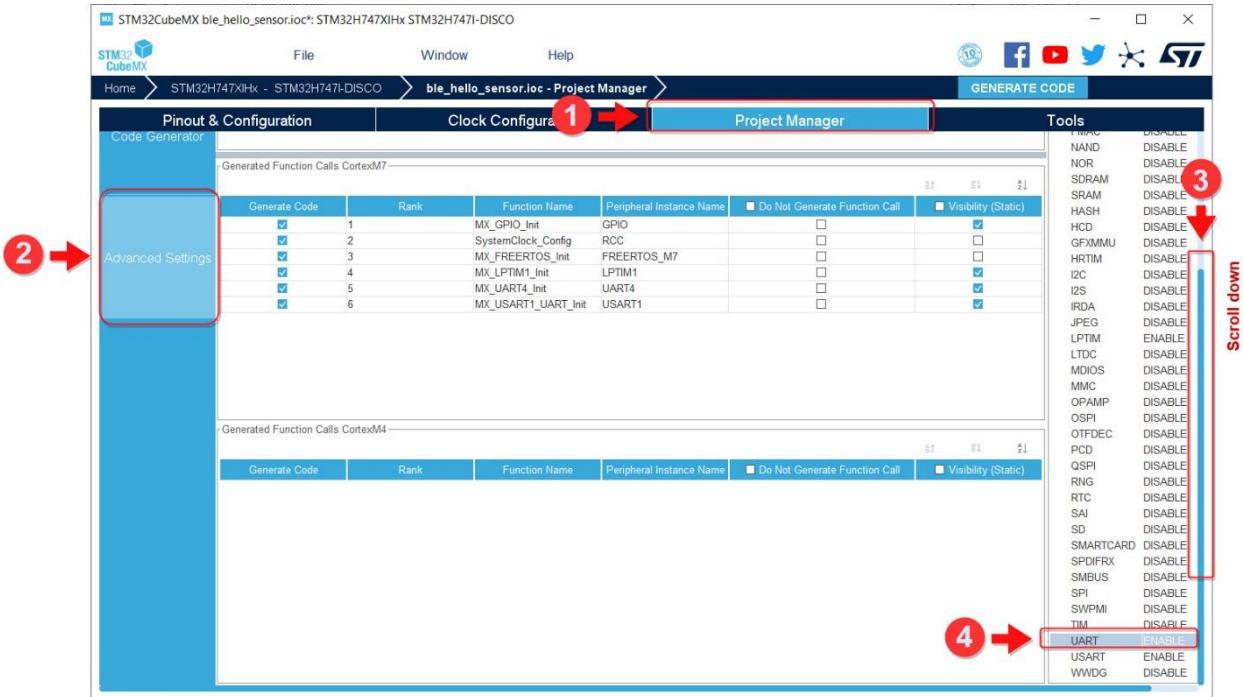 STM32CubeMX ble_hello_sensor.ioc*: STM32H747XIHx STM32H747I-DISCO
STM32 CubeMX
File Window Help
10
Home STM32H747XIHx - STM32H747I-DISCO ble_hello_sensor.ioc - Project Manager GENERATE CODE
1
Pinout & Configuration Clock Configura Project Manager Tools
Code Generator
2
Advanced Settings
Generated Function Calls CortexM7
Generate Code Rank Function Name Peripheral Instance Name Do Not Generate Function Call Visibility (Static)
1 MX_GPIO_Init GPIO
2 SystemClock_Config RCC
3 MX_FREERTOS_Init FREERTOS_M7
4 MX_LPTIM1_Init LPTIM1
5 MX_UART4_Init UART4
6 MX_USART1_UART_Init USART1
Generated Function Calls CortexM4
Generate Code Rank Function Name Peripheral Instance Name Do Not Generate Function Call Visibility (Static)
NAND DISABLE
NOR DISABLE
SDRAM DISABL
SRAM DISABLE
HASH DISABLE
HCD DISABLE
GFXMMU DISABLE
HRTIM DISABLE
I2C DISABLE
I2S DISABLE
IRDA DISABLE
JPEG DISABLE
LPTIM ENABLE
LTDC DISABLE
MDIOS DISABLE
MMC DISABLE
OPAMP DISABLE
OSPI DISABLE
OTFDEC DISABLE
PCD DISABLE
QSPI DISABLE
RNG DISABLE
RTC DISABLE
SAI DISABLE
SD DISABLE
SMARTCARD DISABLE
SPDIFRX DISABLE
SMBUS DISABLE
SPI DISABLE
SWPMI DISABLE
TIM DISABLE
UART ENABLE
USART ENABLE
WWDG DISABLE
3
Scroll down
4